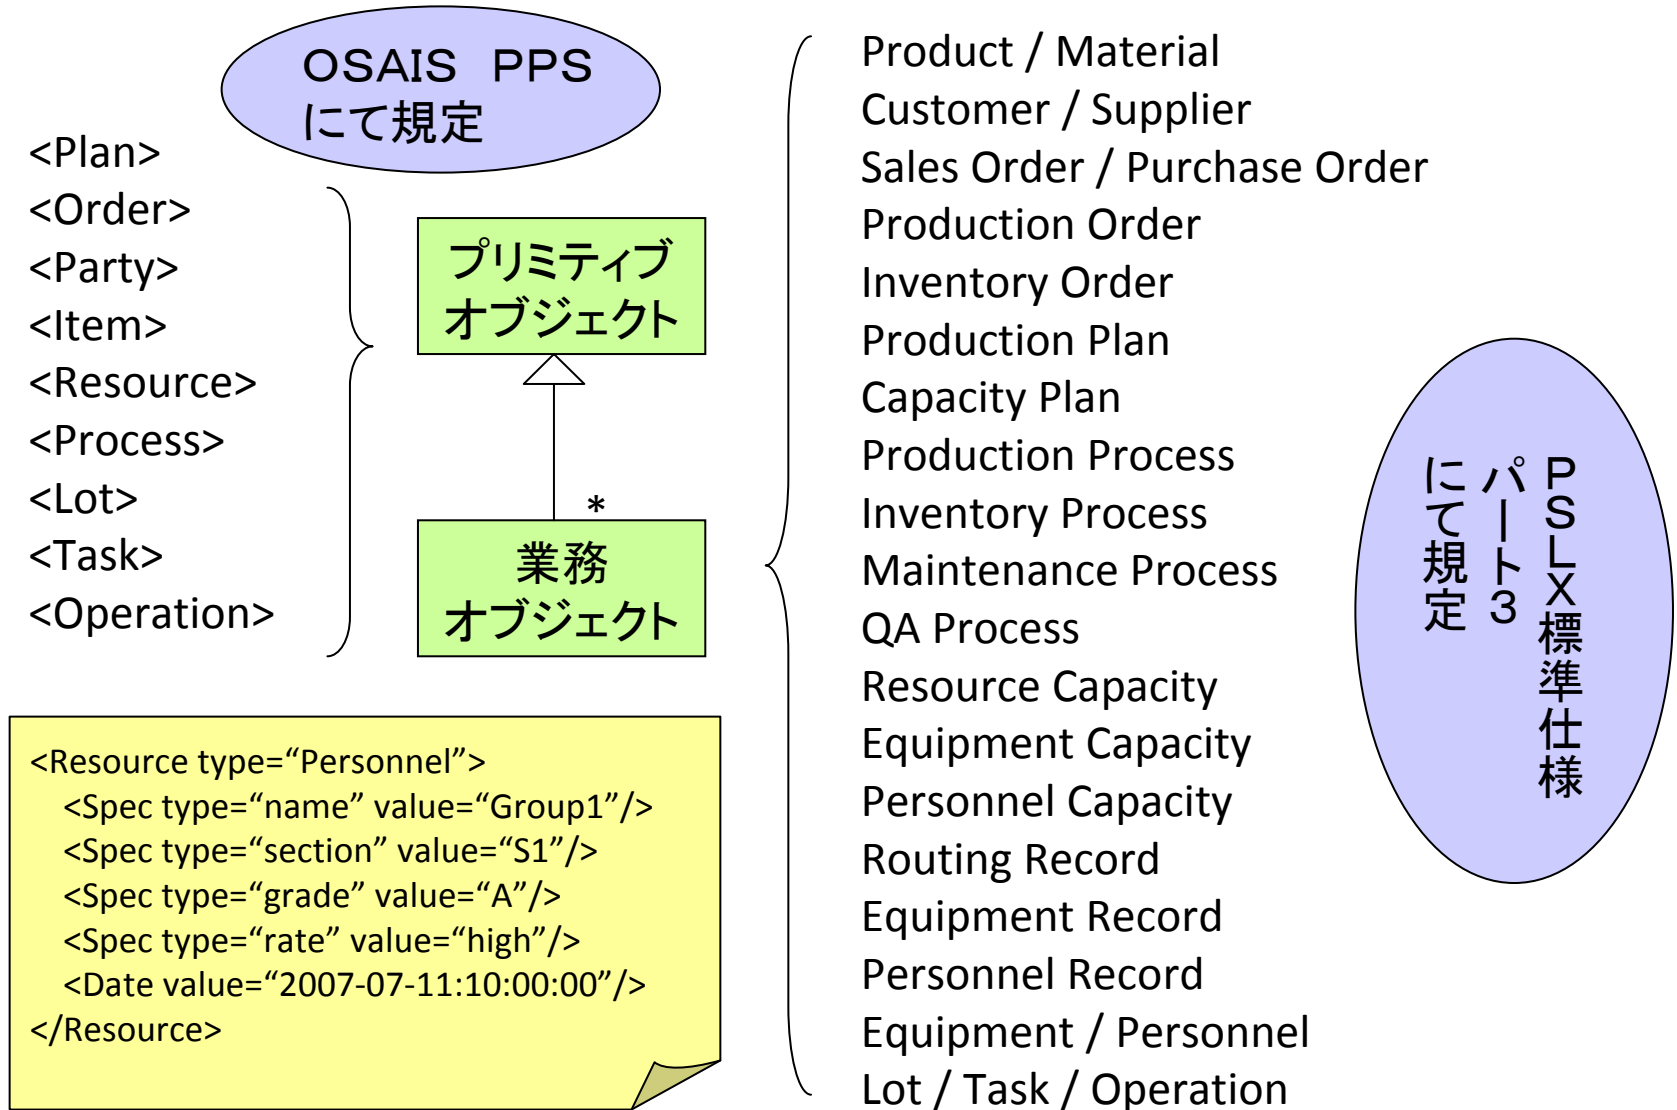 OSAIS PPS
にて規定
<Plan>
<Order>
<Party>
<Item>
<Resource>
<Process>
<Lot>
<Task>
<Operation>
プリミティブ
オブジェクト
*
業務
オブジェクト
<Resource type=“Personnel”>
<Spec type=“name” value=“Group1”/>
<Spec type=“section” value=“S1”/>
<Spec type=“grade” value=“A”/>
<Spec type=“rate” value=“high”/>
<Date value=“2007-07-11:10:00:00”/>
</Resource>
Product / Material
Customer / Supplier
Sales Order / Purchase Order
Production Order
Inventory Order
Production Plan
Capacity Plan
Production Process
Inventory Process
Maintenance Process
QA Process
Resource Capacity
Equipment Capacity
Personnel Capacity
Routing Record
Equipment Record
Personnel Record
Equipment / Personnel
Lot / Task / Operation
PSLX標準仕様
パート3
にて規定